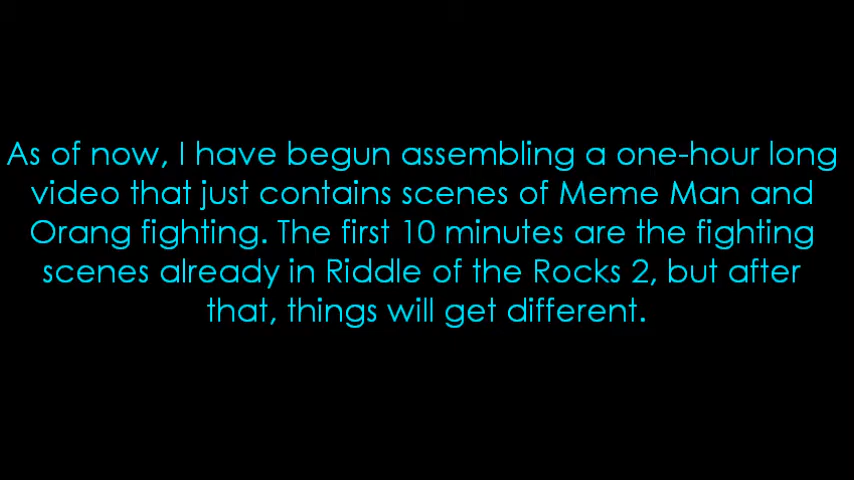 As of now, I have begun assembling a one-hour long
video that just contains scenes of Meme Man and
Orang fighting. The first 10 minutes are the fighting
scenes already in Riddle of the Rocks 2, but after
that, things will get different.